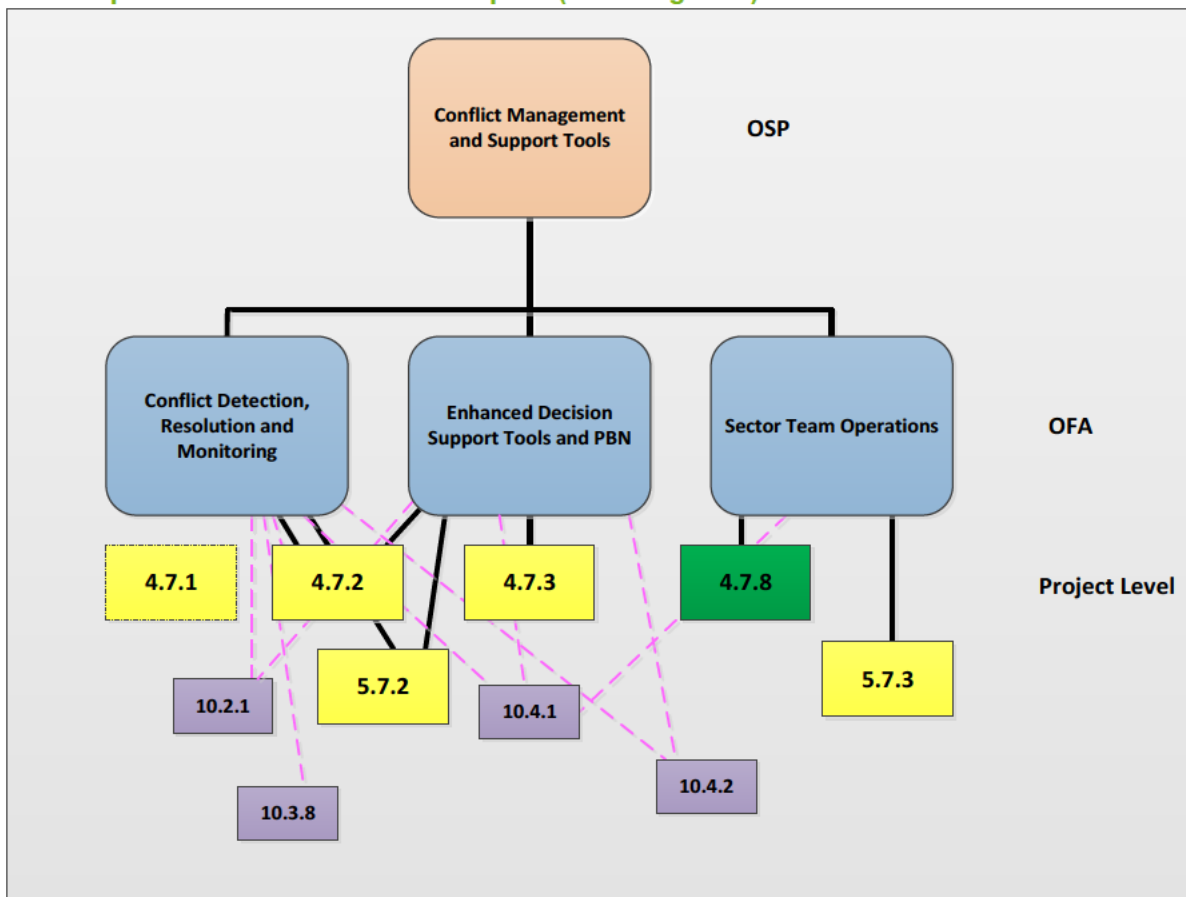 Conflict Management
and Support Tools
OSP
Conflict Detection,
Resolution and
Monitoring
Enhanced Decision
Support Tools and PBN
Sector Team Operations
OFA
4.7.1
4.7.2
4.7.3
4.7.8
Project Level
5.7.2
5.7.3
10.2.1
10.4.1
10.3.8
10.4.2